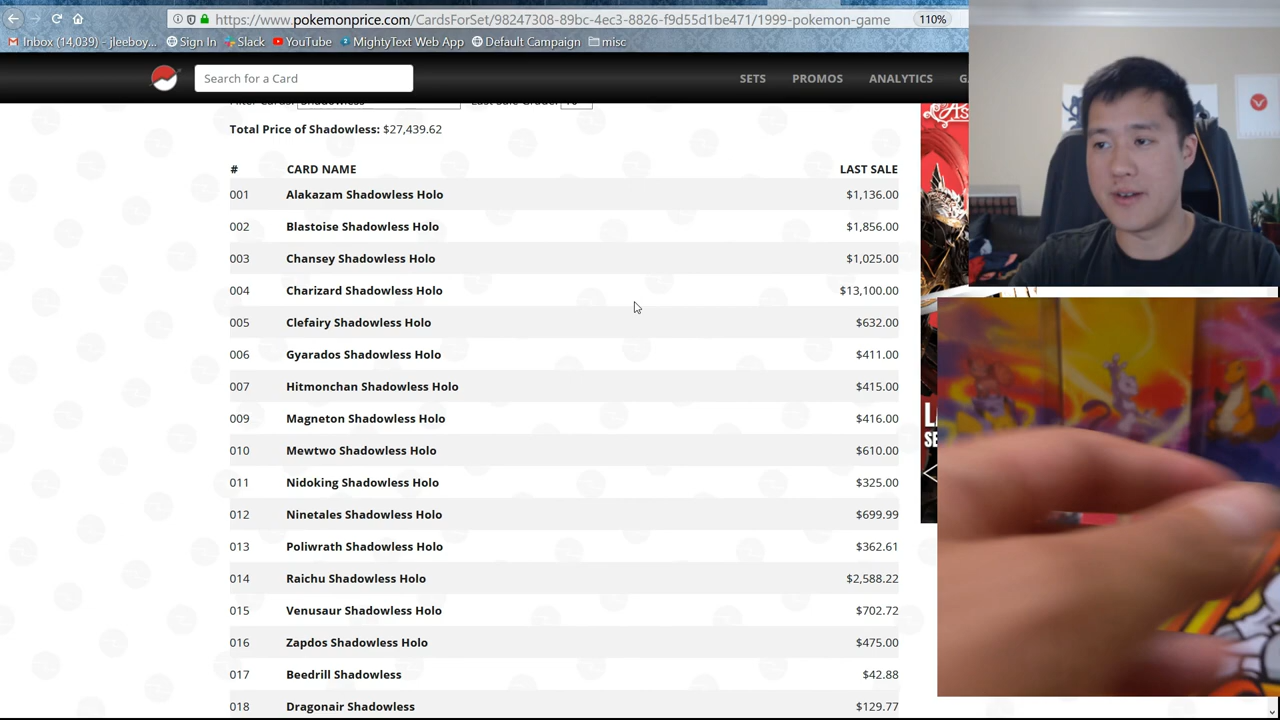 https://www.pokemonprice.com/CardsForSet/98247308-89bc-4ec3-8826-f9d55d1be471/1999-pokemon-game 110%
Inbox (14,039) - jleeboy... Sign In Slack YouTube MightyText Web App Default Campaign misc
Search for a Card SETS PROMOS ANALYTICS
Filter Cards: Shadowless Last Sale Grade: 10
Total Price of Shadowless: $27,439.62
# CARD NAME LAST SALE
001 Alakazam Shadowless Holo $1,136.00
002 Blastoise Shadowless Holo $1,856.00
003 Chansey Shadowless Holo $1,025.00
004 Charizard Shadowless Holo $13,100.00
005 Clefairy Shadowless Holo $632.00
006 Gyarados Shadowless Holo $411.00
007 Hitmonchan Shadowless Holo $415.00
009 Magneton Shadowless Holo $416.00
010 Mewtwo Shadowless Holo $610.00
011 Nidoking Shadowless Holo $325.00
012 Ninetales Shadowless Holo $699.99
013 Poliwrath Shadowless Holo $362.61
014 Raichu Shadowless Holo $2,588.22
015 Venusaur Shadowless Holo $702.72
016 Zapdos Shadowless Holo $475.00
017 Beedrill Shadowless $42.88
018 Dragonair Shadowless $129.77